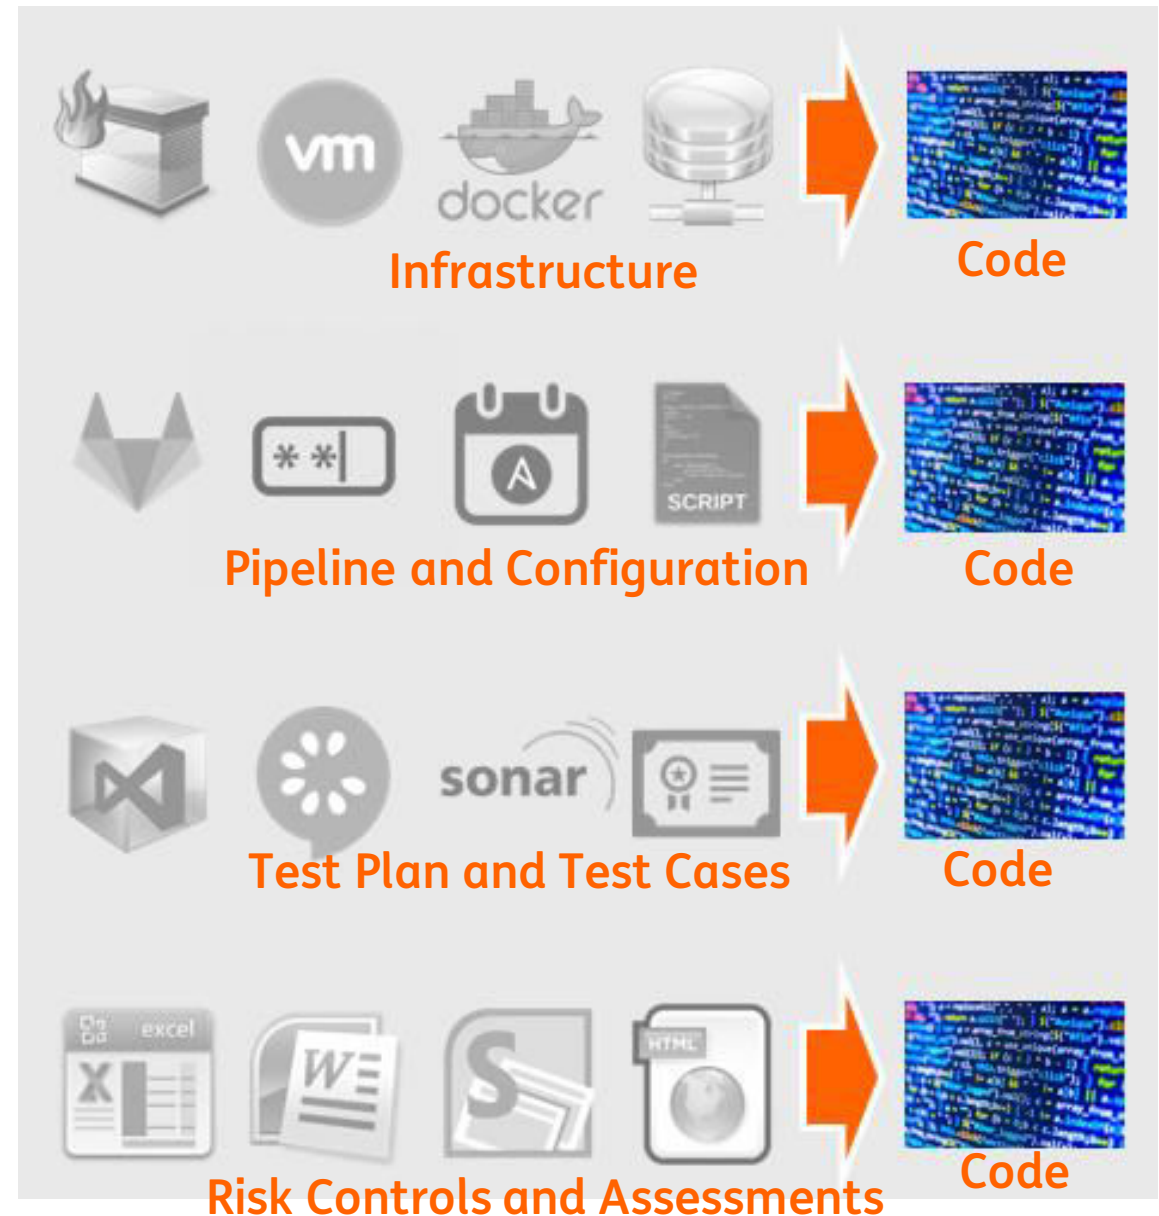 vm
docker
Infrastructure
Code
**
SCRIPT
Pipeline and Configuration
Code
sonar
Test Plan and Test Cases
Code
excel
X
W
S
HTML
Risk Controls and Assessments
Code